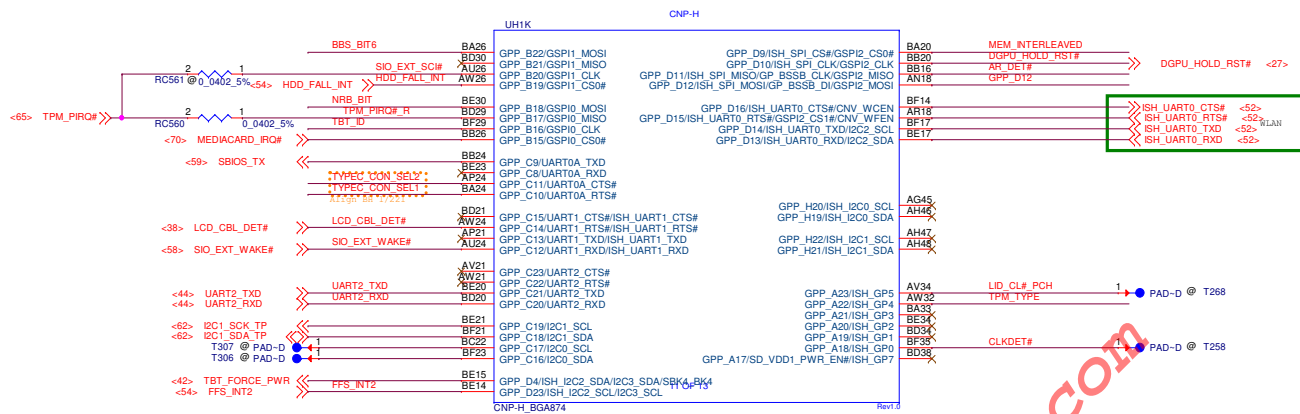 CNP-H
UH1K
BBS_BIT6 BA26 GPP_B22/GSPI1_MOSI GPP_D9/ISH_SPI_CS#/GSPI2_CS0# BA20 MEM_INTERLEAVED
BD30 GPP_B21/GSPI1_MISO GPP_D10/ISH_SPI_CLK/GSPI2_CLK BB20 DGPU_HOLD_RST# DGPU_HOLD_RST# <27>
2 1 SIO_EXT_SCI# AU26 GPP_B20/GSPI1_CLK GPP_D11/ISH_SPI_MISO/GP_BSSB_CLK/GSPI2_MISO BB16 AR_DET#
RC561 @ 0_0402_5% <54> HDD_FALL_INT HDD_FALL_INT AW26 GPP_B19/GSPI1_CS0# GPP_D12/ISH_SPI_MOSI/GP_BSSB_DI/GSPI2_MOSI AN18 GPP_D12
NRB_BIT BE30 GPP_B18/GSPI0_MOSI GPP_D16/ISH_UART0_CTS#/CNV_WCEN BF14 ISH_UART0_CTS# <52>
<65> TPM_PIRQ# 2 1 TPM_PIRQ#_R BD29 GPP_B17/GSPI0_MISO GPP_D15/ISH_UART0_RTS#/GSPI2_CS1#/CNV_WFEN AR18 ISH_UART0_RTS# <52> WLAN
RC560 0_0402_5% TBT_ID BF29 GPP_B16/GSPI0_CLK GPP_D14/ISH_UART0_TXD/I2C2_SCL BF17 ISH_UART0_TXD <52>
<70> MEDIACARD_IRQ# BB26 GPP_B15/GSPI0_CS0# GPP_D13/ISH_UART0_RXD/I2C2_SDA BE17 ISH_UART0_RXD <52>
<59> SBIOS_TX BB24 GPP_C9/UART0A_TXD
BE23 GPP_C8/UART0A_RXD
TYPEC_CON_SEL2 AP24 GPP_C11/UART0A_CTS#
TYPEC_CON_SEL1 BA24 GPP_C10/UART0A_RTS#
GPP_H20/ISH_I2C0_SCL AG45
BD21 GPP_C15/UART1_CTS#/ISH_UART1_CTS# GPP_H19/ISH_I2C0_SDA AH46
<38> LCD_CBL_DET# LCD_CBL_DET# AW24 GPP_C14/UART1_RTS#/ISH_UART1_RTS#
AP21 GPP_C13/UART1_TXD/ISH_UART1_TXD GPP_H22/ISH_I2C1_SCL AH47
<58> SIO_EXT_WAKE# SIO_EXT_WAKE# AU24 GPP_C12/UART1_RXD/ISH_UART1_RXD GPP_H21/ISH_I2C1_SDA AH48
AV21 GPP_C23/UART2_CTS#
AW21 GPP_C22/UART2_RTS#
<44> UART2_TXD UART2_TXD BE20 GPP_C21/UART2_TXD GPP_A23/ISH_GP5 AV34 LID_CL#_PCH 1 PAD~D @ T268
<44> UART2_RXD UART2_RXD BD20 GPP_C20/UART2_RXD GPP_A22/ISH_GP4 AW32 TPM_TYPE
GPP_A21/ISH_GP3 BA33
<62> I2C1_SCK_TP BE21 GPP_C19/I2C1_SCL GPP_A20/ISH_GP2 BE34
<62> I2C1_SDA_TP BF21 GPP_C18/I2C1_SDA GPP_A19/ISH_GP1 BD34
T307 @ PAD~D 1 BC22 GPP_C17/I2C0_SCL GPP_A18/ISH_GP0 BF35 CLKDET# 1 PAD~D @ T258
T306 @ PAD~D 1 BF23 GPP_C16/I2C0_SDA GPP_A17/SD_VDD1_PWR_EN#/ISH_GP7 BD38
<42> TBT_FORCE_PWR BE15 GPP_D4/ISH_I2C2_SDA/I2C3_SDA/SBK4_BK4
<54> FFS_INT2 FFS_INT2 BE14 GPP_D23/ISH_I2C2_SCL/I2C3_SCL
11 OF 13
CNP-H_BGA874 Rev1.0
com